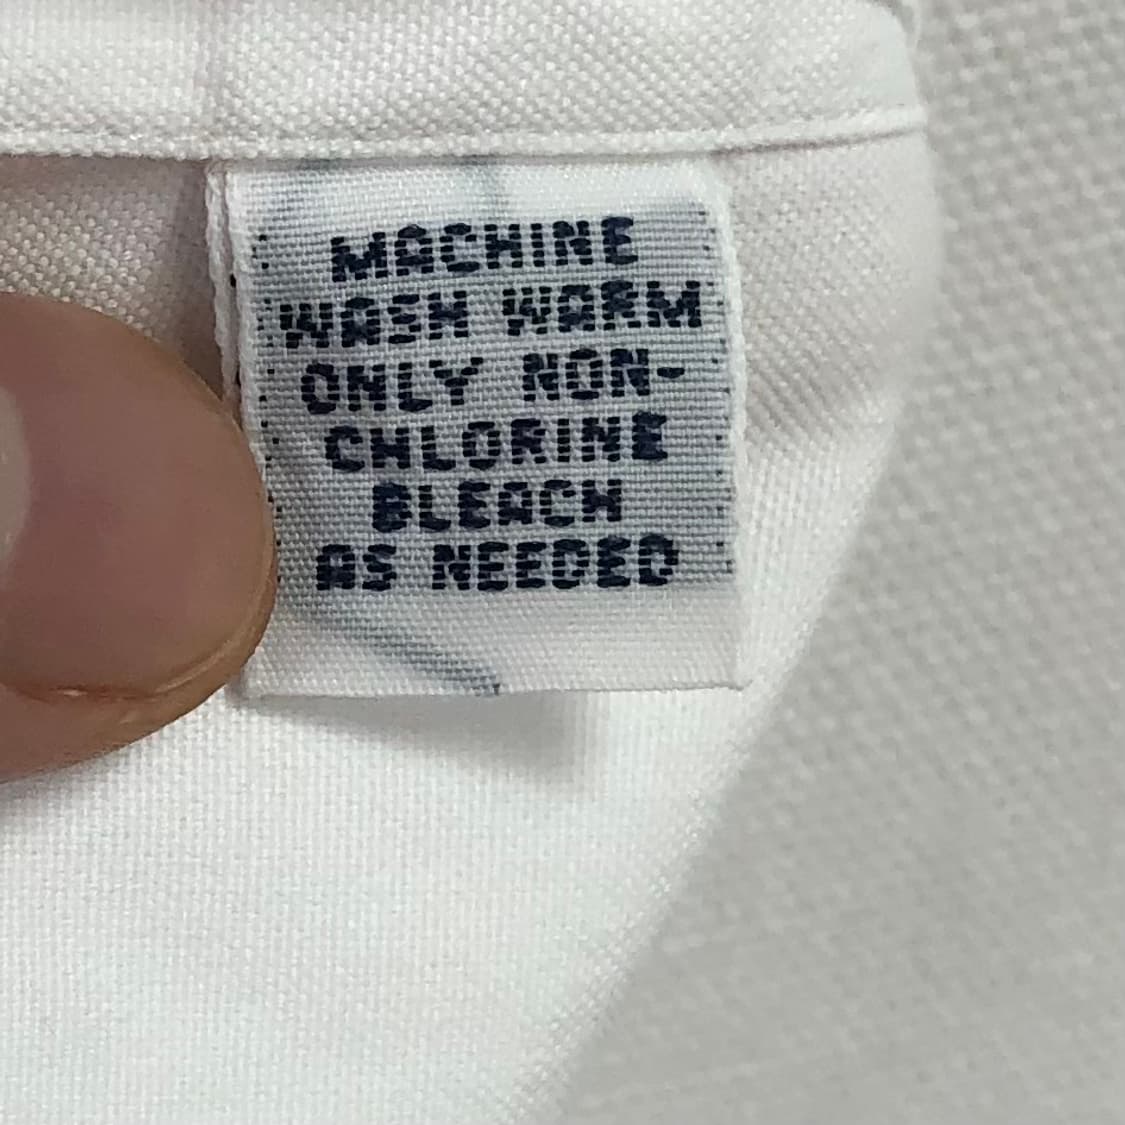 MACHINE
WASH WARM
ONLY NON-
CHLORINE
BLEACH
AS NEEDED